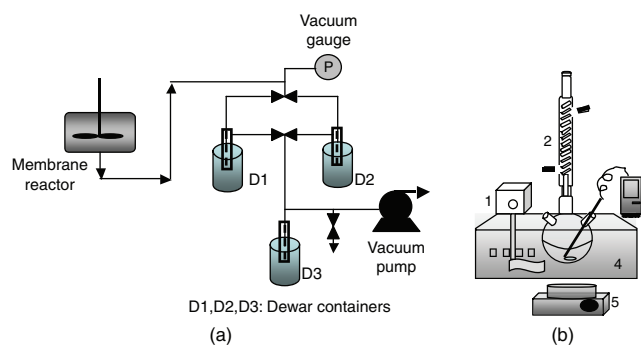 Vacuum
gauge
P
Membrane
reactor
D1
D2
D3
Vacuum
pump
D1,D2,D3: Dewar containers
(a)
2
1
4
5
(b)